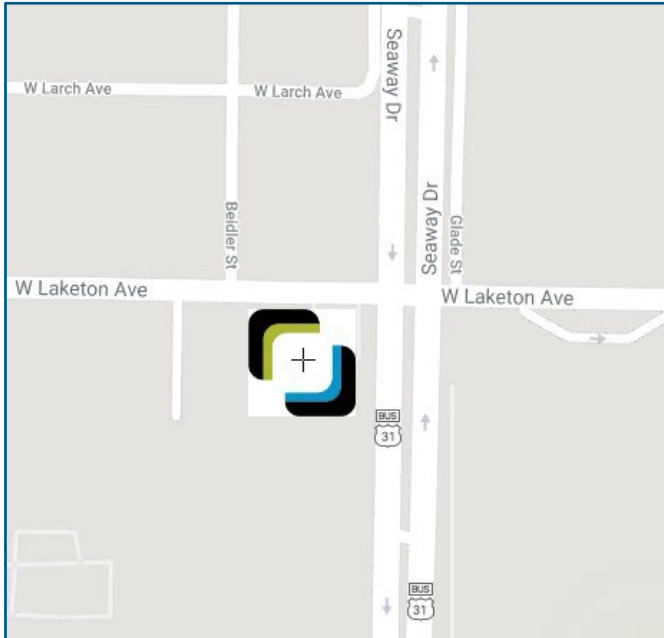 Seaway Dr
W Larch Ave
W Larch Ave
Beidler St
Seaway Dr
Glade St
W Laketon Ave
W Laketon Ave
BUS
31
BUS
31